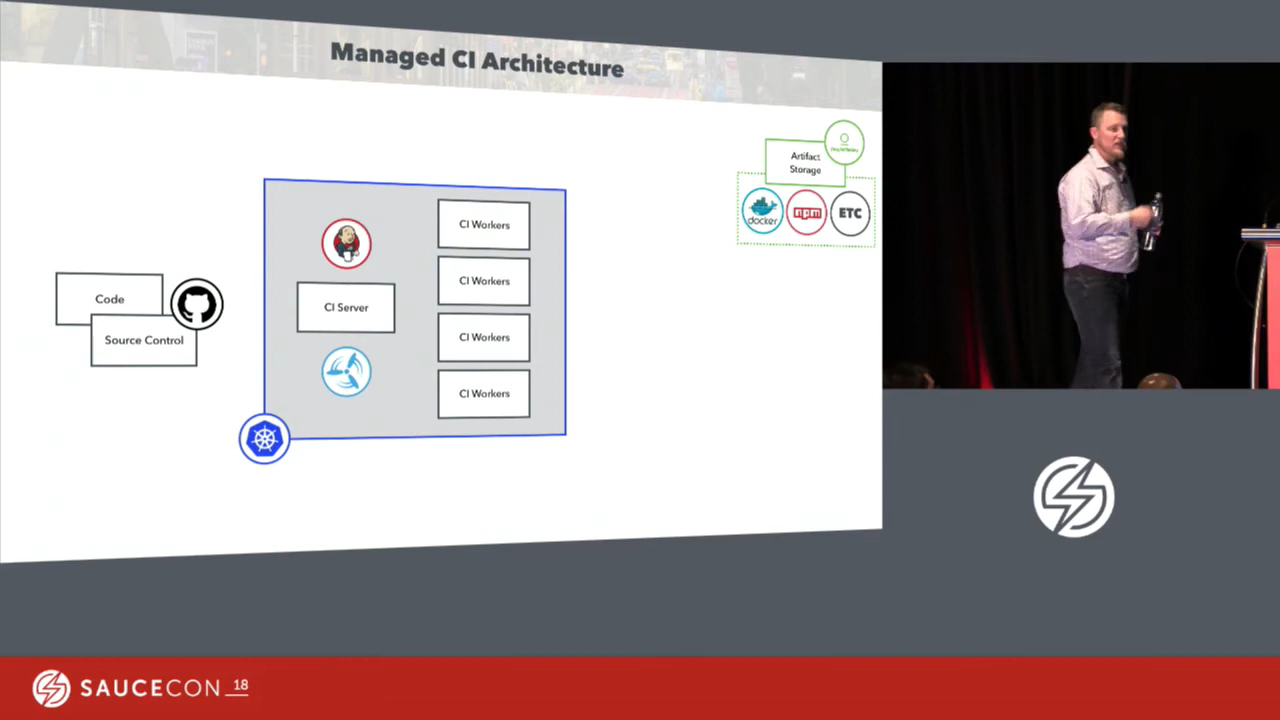 Managed CI Architecture
Artifact
Storage
docker
npm
ETC
CI Workers
CI Server
CI Workers
Code
Source Control
CI Workers
CI Workers
SAUCECON 18